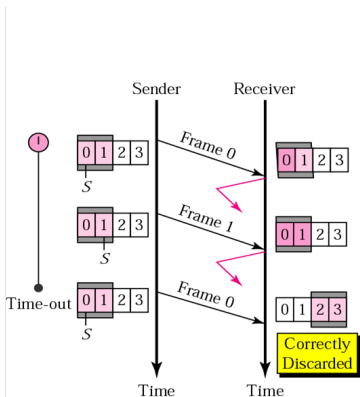 Sender Receiver
0 1 2 3
S
Frame 0
0 1 2 3
0 1 2 3
S
Frame 1
0 1 2 3
Time-out
0 1 2 3
S
Frame 0
0 1 2 3
Correctly
Discarded
Time Time